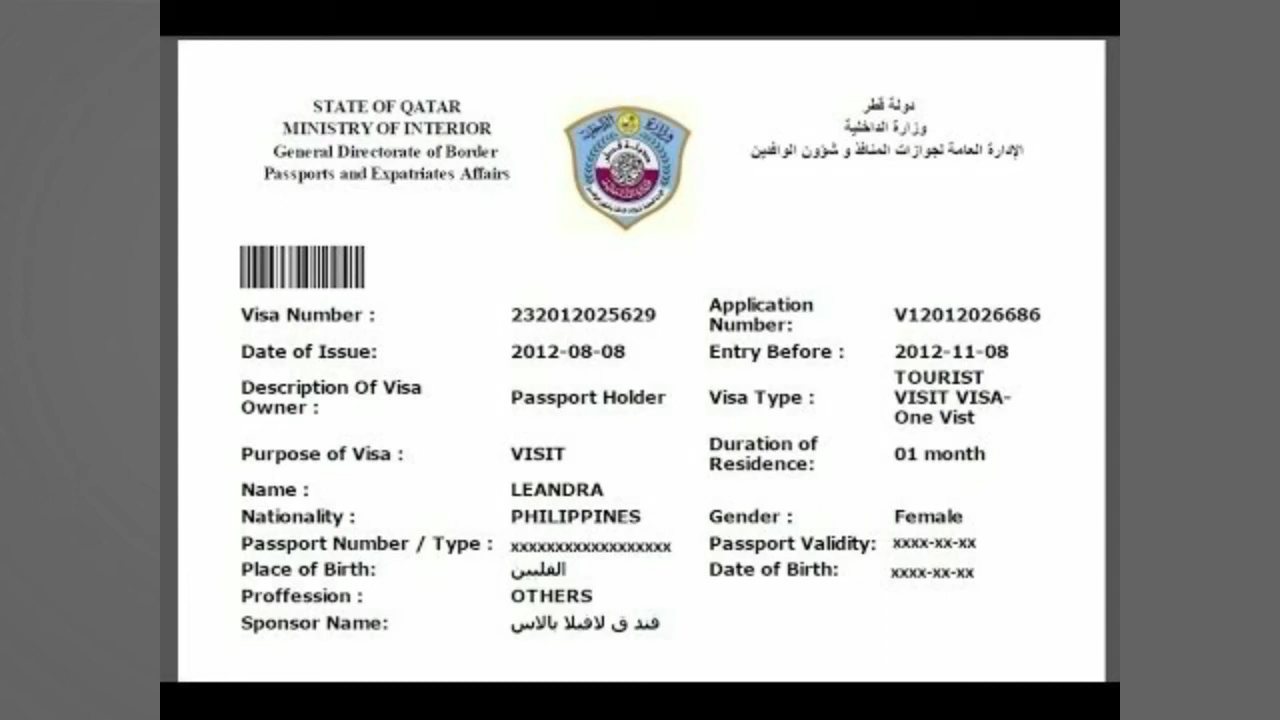 STATE OF QATAR
MINISTRY OF INTERIOR
General Directorate of Border
Passports and Expatriates Affairs
دولة قطر
وزارة الداخلية
الإدارة العامة لجوازات المنافذ و شؤون الوافدين
Visa Number : 232012025629 Application Number: V12012026686
Date of Issue: 2012-08-08 Entry Before : 2012-11-08
Description Of Visa Owner : Passport Holder Visa Type : TOURIST VISIT VISA- One Vist
Purpose of Visa : VISIT Duration of Residence: 01 month
Name : LEANDRA
Nationality : PHILIPPINES Gender : Female
Passport Number / Type : xxxxxxxxxxxxxxxxxx Passport Validity: xxxx-xx-xx
Place of Birth: الفلبين Date of Birth: xxxx-xx-xx
Proffession : OTHERS
Sponsor Name: فند ق لافيلا بالاس